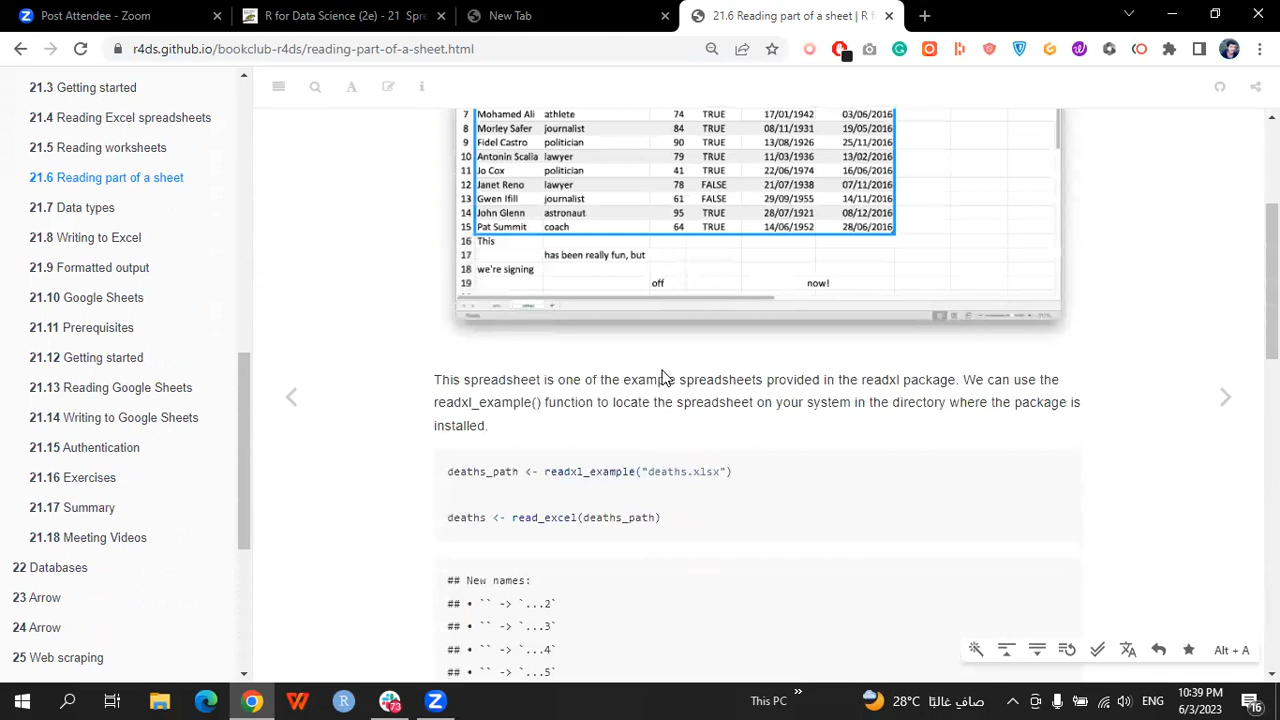 Post Attendee - Zoom
R for Data Science (2e) - 21 Spre
New Tab
21.6 Reading part of a sheet | R f
r4ds.github.io/bookclub-r4ds/reading-part-of-a-sheet.html
21.3 Getting started
21.4 Reading Excel spreadsheets
21.5 Reading worksheets
21.6 Reading part of a sheet
21.7 Data types
21.8 Writing to Excel
21.9 Formatted output
21.10 Google Sheets
21.11 Prerequisites
21.12 Getting started
21.13 Reading Google Sheets
21.14 Writing to Google Sheets
21.15 Authentication
21.16 Exercises
21.17 Summary
21.18 Meeting Videos
22 Databases
23 Arrow
24 Arrow
25 Web scraping
7 Mohamed Ali athlete 74 TRUE 17/01/1942 03/06/2016
8 Morley Safer journalist 84 TRUE 08/11/1931 19/05/2016
9 Fidel Castro politician 90 TRUE 13/08/1926 25/11/2016
10 Antonin Scalia lawyer 79 TRUE 11/03/1936 13/02/2016
11 Jo Cox politician 41 TRUE 22/06/1974 16/06/2016
12 Janet Reno lawyer 78 FALSE 21/07/1938 07/11/2016
13 Gwen Ifill journalist 61 FALSE 29/09/1955 14/11/2016
14 John Glenn astronaut 95 TRUE 28/07/1921 08/12/2016
15 Pat Summit coach 64 TRUE 14/06/1952 28/06/2016
16 This
17 has been really fun, but
18 we're signing
19 off now!
This spreadsheet is one of the example spreadsheets provided in the readxl package. We can use the
readxl_example() function to locate the spreadsheet on your system in the directory where the package is
installed.
deaths_path <- readxl_example("deaths.xlsx")
deaths <- read_excel(deaths_path)
## New names:
## • `` -> `...2`
## • `` -> `...3`
## • `` -> `...4`
## • `` -> `...5`
Alt + A
This PC
28°C صافي غالبًا
ENG
10:39 PM
6/3/2023
16
73